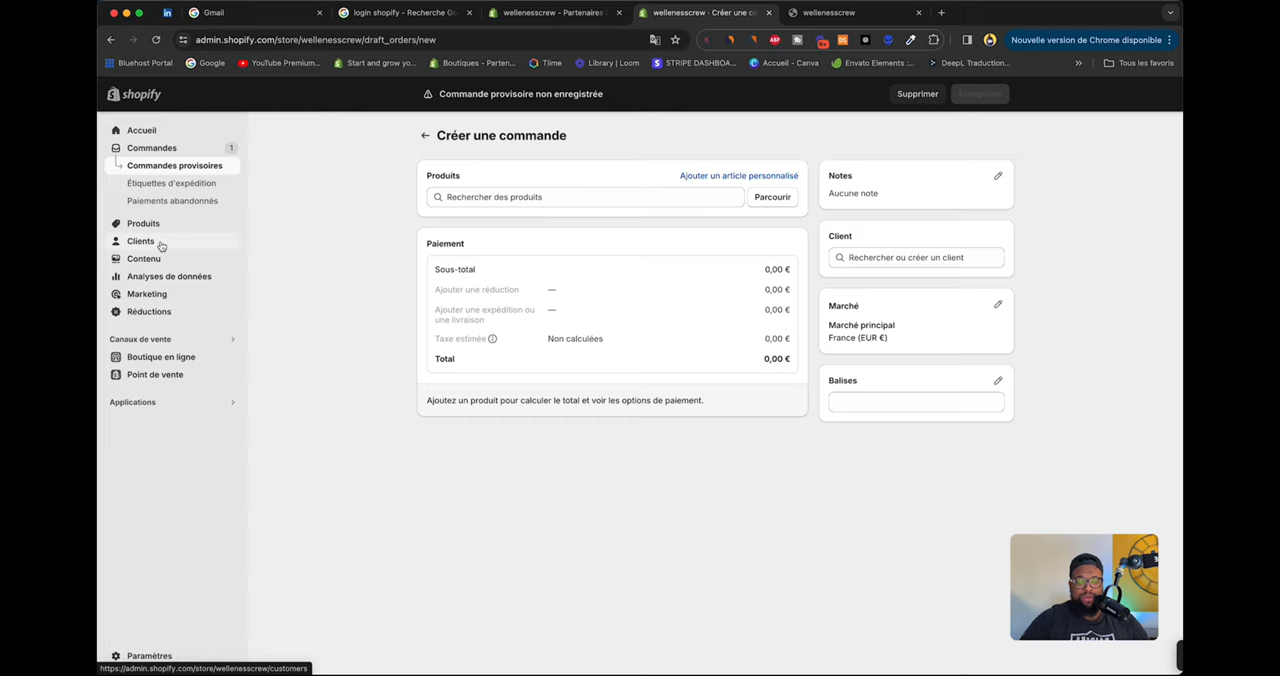 Gmail
login shopify - Recherche Go
wellenesscrew - Partenaires
wellenesscrew · Créer une co
wellenesscrew
admin.shopify.com/store/wellenesscrew/draft_orders/new
Nouvelle version de Chrome disponible
Bluehost Portal
Google
YouTube Premium...
Start and grow yo...
Boutiques - Parten...
Tilme
Library | Loom
STRIPE DASHBOA...
Accueil - Canva
Envato Elements :...
DeepL Traduction...
Tous les favoris
shopify
Commande provisoire non enregistrée
Supprimer
Enregistrer
Accueil
Commandes
1
Commandes provisoires
Étiquettes d'expédition
Paiements abandonnés
Produits
Clients
Contenu
Analyses de données
Marketing
Réductions
Canaux de vente
Boutique en ligne
Point de vente
Applications
Paramètres
https://admin.shopify.com/store/wellenesscrew/customers
Créer une commande
Produits
Ajouter un article personnalisé
Rechercher des produits
Parcourir
Paiement
Sous-total
0,00 €
Ajouter une réduction
—
0,00 €
Ajouter une expédition ou
une livraison
—
0,00 €
Taxe estimée
Non calculées
0,00 €
Total
0,00 €
Ajoutez un produit pour calculer le total et voir les options de paiement.
Notes
Aucune note
Client
Rechercher ou créer un client
Marché
Marché principal
France (EUR €)
Balises